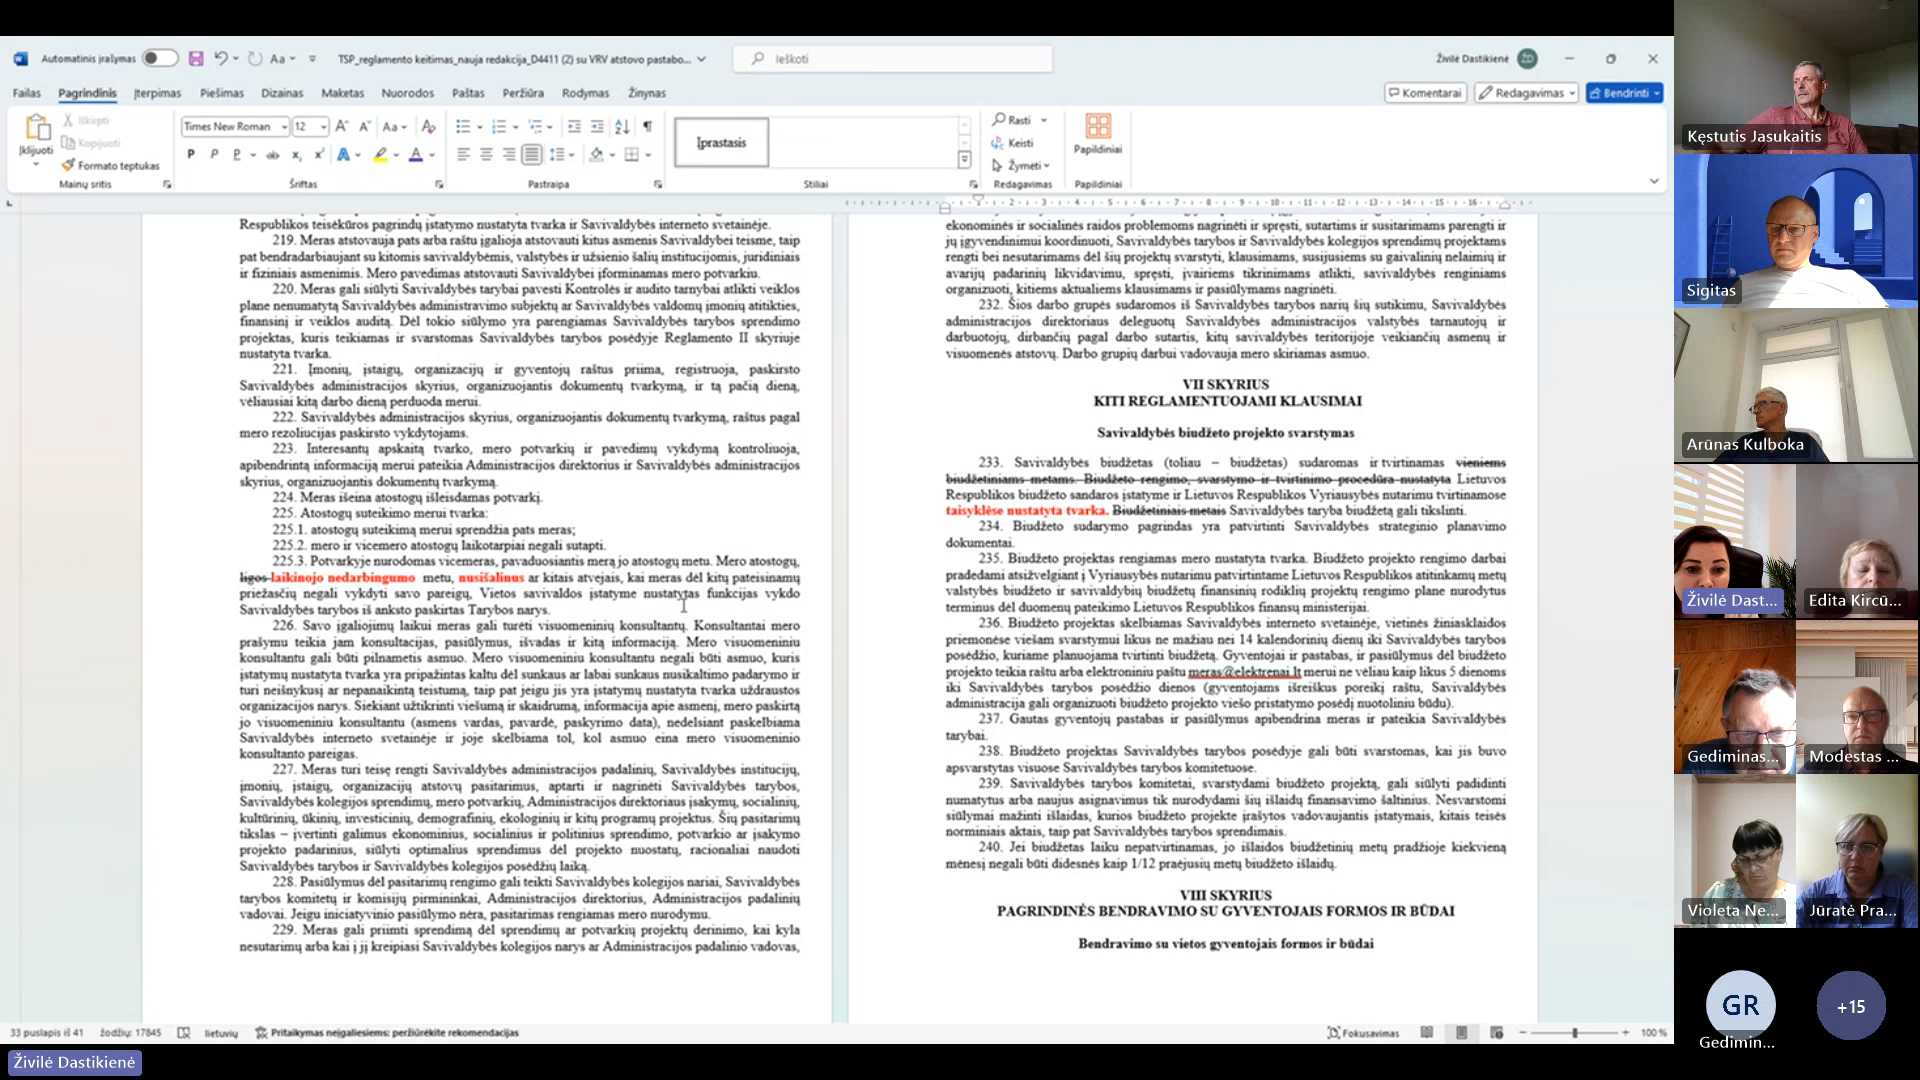 Automatinis įrašymas
TSP_reglamento keitimas_nauja redakcija_D4411 (2) su VRV atstovo pastabo...
Ieškoti
Živilė Dastikienė
ŽD
Failas Pagrindinis Įterpimas Piešimas Dizainas Maketas Nuorodos Paštas Peržiūra Rodymas Žinynas
Komentarai Redagavimas Bendrinti
Įklijuoti
Iškirpti
Kopijuoti
Formato teptukas
Mainų sritis
Times New Roman 12
Šriftas
Pastraipa
Įprastasis
Stiliai
Rasti
Keisti
Žymėti
Redagavimas
Papildiniai
Papildiniai
Respublikos teisėkūros pagrindų įstatymo nustatyta tvarka ir Savivaldybės interneto svetainėje.
219. Meras atstovauja pats arba raštu įgalioja atstovauti kitus asmenis Savivaldybei teisme, taip
pat bendradarbiaujant su kitomis savivaldybėmis, valstybės ir užsienio šalių institucijomis, juridiniais
ir fiziniais asmenimis. Mero pavedimas atstovauti Savivaldybei įforminamas mero potvarkiu.
220. Meras gali siūlyti Savivaldybės tarybai pavesti Kontrolės ir audito tarnybai atlikti veiklos
plane nenumatytą Savivaldybės administravimo subjektų ar Savivaldybės valdomų įmonių atitikties,
finansinį ir veiklos auditą. Dėl tokio siūlymo yra parengiamas Savivaldybės tarybos sprendimo
projektas, kuris teikiamas ir svarstomas Savivaldybės tarybos posėdyje Reglamento II skyriuje
nustatyta tvarka.
221. Įmonių, įstaigų, organizacijų ir gyventojų raštus priima, registruoja, paskirsto
Savivaldybės administracijos skyrius, organizuojantis dokumentų tvarkymą, ir tą pačią dieną,
vėliausiai kitą darbo dieną perduoda merui.
222. Savivaldybės administracijos skyrius, organizuojantis dokumentų tvarkymą, raštus pagal
mero rezoliucijas paskirsto vykdytojams.
223. Interesantų apskaitą tvarko, mero potvarkių ir pavedimų vykdymą kontroliuoja,
apibendrintą informaciją merui pateikia Administracijos direktorius ir Savivaldybės administracijos
skyrius, organizuojantis dokumentų tvarkymą.
224. Meras išeina atostogų išleisdamas potvarkį.
225. Atostogų suteikimo merui tvarka:
225.1. atostogų suteikimą merui sprendžia pats meras;
225.2. mero ir vicemero atostogų laikotarpiai negali sutapti.
225.3. Potvarkyje nurodomas vicemeras, pavaduosiantis merą jo atostogų metu. Mero atostogų,
ligos laikinojo nedarbingumo metu, nusišalinus ar kitais atvejais, kai meras dėl kitų pateisinamų
priežasčių negali vykdyti savo pareigų, Vietos savivaldos įstatyme nustatytas funkcijas vykdo
Savivaldybės tarybos iš anksto paskirtas Tarybos narys.
226. Savo įgaliojimų laikui meras gali turėti visuomeninių konsultantų. Konsultantai mero
prašymu teikia jam konsultacijas, pasiūlymus, išvadas ir kitą informaciją. Mero visuomeniniu
konsultantu gali būti pilnametis asmuo. Mero visuomeniniu konsultantu negali būti asmuo, kuris
įstatymų nustatyta tvarka yra pripažintas kaltu dėl sunkaus ar labai sunkaus nusikaltimo padarymo ir
turi neišnykusį ar nepanaikintą teistumą, taip pat jeigu jis yra įstatymų nustatyta tvarka uždraustos
organizacijos narys. Siekiant užtikrinti viešumą ir skaidrumą, informacija apie asmenį, mero paskirtą
jo visuomeniniu konsultantu (asmens vardas, pavardė, paskyrimo data), nedelsiant paskelbiama
Savivaldybės interneto svetainėje ir joje skelbiama tol, kol asmuo eina mero visuomeninio
konsultanto pareigas.
227. Meras turi teisę rengti Savivaldybės administracijos padalinių, Savivaldybės institucijų,
įmonių, įstaigų, organizacijų atstovų pasitarimus, aptarti ir nagrinėti Savivaldybės tarybos,
Savivaldybės kolegijos sprendimų, mero potvarkių, Administracijos direktoriaus įsakymų, socialinių,
kultūrinių, ūkinių, investicinių, demografinių, ekologinių ir kitų programų projektus. Šių pasitarimų
tikslas – įvertinti galimus ekonominius, socialinius ir politinius sprendimo, potvarkio ar įsakymo
projekto padarinius, siūlyti optimalius sprendimus dėl projekto nuostatų, racionaliai naudoti
Savivaldybės tarybos ir Savivaldybės kolegijos posėdžių laiką.
228. Pasiūlymus dėl pasitarimų rengimo gali teikti Savivaldybės kolegijos nariai, Savivaldybės
tarybos komitetų ir komisijų pirmininkai, Administracijos direktorius, Administracijos padalinių
vadovai. Jeigu iniciatyvinio pasiūlymo nėra, pasitarimas rengiamas mero nurodymu.
229. Meras gali priimti sprendimą dėl sprendimų ar potvarkių projektų derinimo, kai kyla
nesutarimų arba kai į jį kreipiasi Savivaldybės kolegijos narys ar Administracijos padalinio vadovas,
ekonominės ir socialinės raidos problemoms nagrinėti ir spręsti, sutartims ir susitarimams parengti ir
jų įgyvendinimui koordinuoti, Savivaldybės tarybos ir Savivaldybės kolegijos sprendimų projektams
rengti bei nesutarimams dėl šių projektų svarstyti, klausimams, susijusiems su gaivalinių nelaimių ir
avarijų padarinių likvidavimu, spręsti, įvairiems tikrinimams atlikti, savivaldybės renginiams
organizuoti, kitiems aktualiems klausimams ir pasiūlymams nagrinėti.
232. Šios darbo grupės sudaromos iš Savivaldybės tarybos narių šių sutikimu, Savivaldybės
administracijos direktoriaus deleguotų Savivaldybės administracijos valstybės tarnautojų ir
darbuotojų, dirbančių pagal darbo sutartis, kitų savivaldybės teritorijoje veikiančių asmenų ir
visuomenės atstovų. Darbo grupių darbui vadovauja mero skiriamas asmuo.
VII SKYRIUS
KITI REGLAMENTUOJAMI KLAUSIMAI
Savivaldybės biudžeto projekto svarstymas
233. Savivaldybės biudžetas (toliau – biudžetas) sudaromas ir tvirtinamas vieniems
biudžetiniams metams. Biudžeto rengimo, svarstymo ir tvirtinimo procedūra nustatyta Lietuvos
Respublikos biudžeto sandaros įstatyme ir Lietuvos Respublikos Vyriausybės nutarimu tvirtinamose
taisyklėse nustatyta tvarka. Biudžetiniais metais Savivaldybės taryba biudžetą gali tikslinti.
234. Biudžeto sudarymo pagrindas yra patvirtinti Savivaldybės strateginio planavimo
dokumentai.
235. Biudžeto projektas rengiamas mero nustatyta tvarka. Biudžeto projekto rengimo darbai
pradedami atsižvelgiant į Vyriausybės nutarimu patvirtintame Lietuvos Respublikos atitinkamų metų
valstybės biudžeto ir savivaldybių biudžetų finansinių rodiklių projektų rengimo plane nurodytus
terminus dėl duomenų pateikimo Lietuvos Respublikos finansų ministerijai.
236. Biudžeto projektas skelbiamas Savivaldybės interneto svetainėje, vietinės žiniasklaidos
priemonėse viešam svarstymui likus ne mažiau nei 14 kalendorinių dienų iki Savivaldybės tarybos
posėdžio, kuriame planuojama tvirtinti biudžetą. Gyventojai ir pastabas, ir pasiūlymus dėl biudžeto
projekto teikia raštu arba elektroniniu paštu meras@elektrenai.lt merui ne vėliau kaip likus 5 dienoms
iki Savivaldybės tarybos posėdžio dienos (gyventojams išreiškus poreikį raštu, Savivaldybės
administracija gali organizuoti biudžeto projekto viešo pristatymo posėdį nuotoliniu būdu).
237. Gautas gyventojų pastabas ir pasiūlymus apibendrina meras ir pateikia Savivaldybės
tarybai.
238. Biudžeto projektas Savivaldybės tarybos posėdyje gali būti svarstomas, kai jis buvo
apsvarstytas visuose Savivaldybės tarybos komitetuose.
239. Savivaldybės tarybos komitetai, svarstydami biudžeto projektą, gali siūlyti padidinti
numatytus arba naujus asignavimus tik nurodydami šių išlaidų finansavimo šaltinius. Nesvarstomi
siūlymai mažinti išlaidas, kurios biudžeto projekte įrašytos vadovaujantis įstatymais, kitais teisės
norminiais aktais, taip pat Savivaldybės tarybos sprendimais.
240. Jei biudžetas laiku nepatvirtinamas, jo išlaidos biudžetinių metų pradžioje kiekvieną
mėnesį negali būti didesnės kaip 1/12 praėjusių metų biudžeto išlaidų.
VIII SKYRIUS
PAGRINDINĖS BENDRAVIMO SU GYVENTOJAIS FORMOS IR BŪDAI
Bendravimo su vietos gyventojais formos ir būdai
33 puslapis iš 41 žodžių: 17845 lietuvių Pritaikymas neįgaliesiems: peržiūrėkite rekomendacijas
Fokusavimas 100 %
Živilė Dastikienė
Kęstutis Jasukaitis
Sigitas
Arūnas Kulboka
Živilė Dast...
Edita Kircū...
Gediminas...
Modestas ...
Violeta Ne...
Jūratė Pra...
GR
Gedimin...
+15